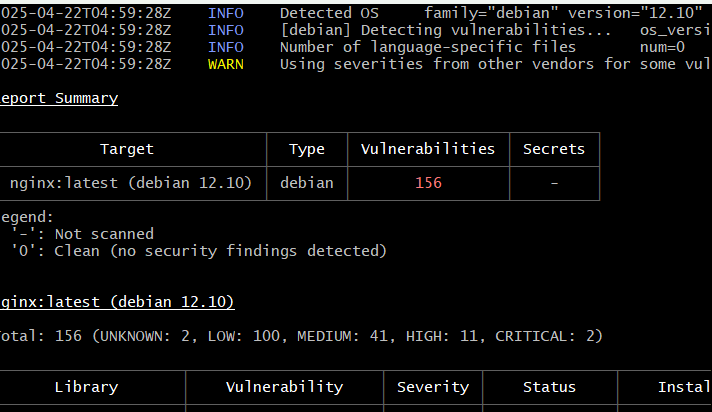 025-04-22T04:59:28Z INFO Detected OS family="debian" version="12.10"
025-04-22T04:59:28Z INFO [debian] Detecting vulnerabilities... os_versi
025-04-22T04:59:28Z INFO Number of language-specific files num=0
025-04-22T04:59:28Z WARN Using severities from other vendors for some vul
eport Summary
Target Type Vulnerabilities Secrets
nginx:latest (debian 12.10) debian 156 -
egend:
'-': Not scanned
'0': Clean (no security findings detected)
ginx:latest (debian 12.10)
otal: 156 (UNKNOWN: 2, LOW: 100, MEDIUM: 41, HIGH: 11, CRITICAL: 2)
Library Vulnerability Severity Status Instal